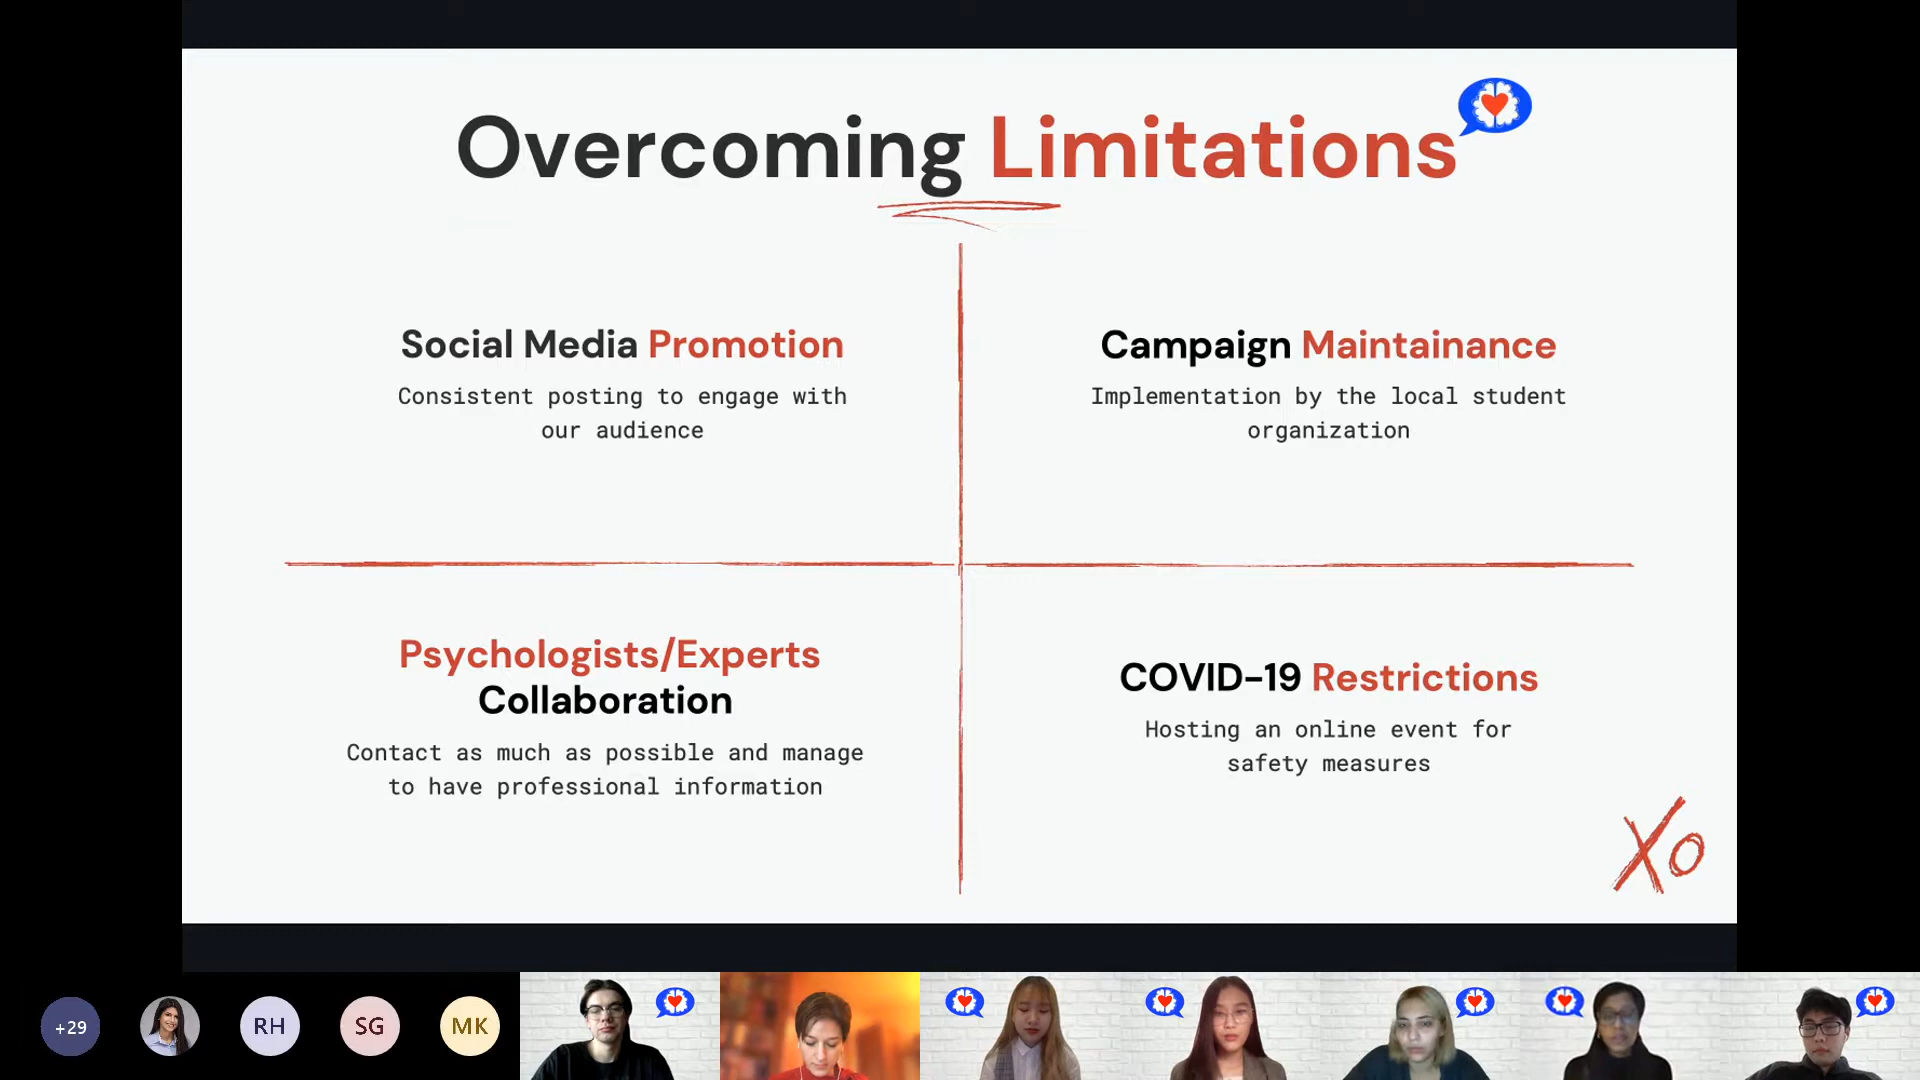 Overcoming Limitations
Social Media Promotion
Consistent posting to engage with
our audience
Campaign Maintainance
Implementation by the local student
organization
Psychologists/Experts
Collaboration
Contact as much as possible and manage
to have professional information
COVID-19 Restrictions
Hosting an online event for
safety measures
XO
+29
RH
SG
MK